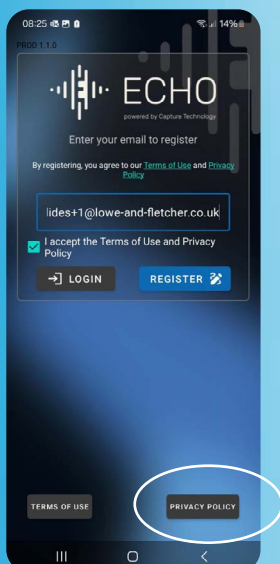 08:25 14%
PROD 1.1.0
ECHO
powered by Capture Technology
Enter your email to register
By registering, you agree to our Terms of Use and Privacy
Policy
lides+1@lowe-and-fletcher.co.uk
I accept the Terms of Use and Privacy
Policy
LOGIN
REGISTER
TERMS OF USE
PRIVACY POLICY